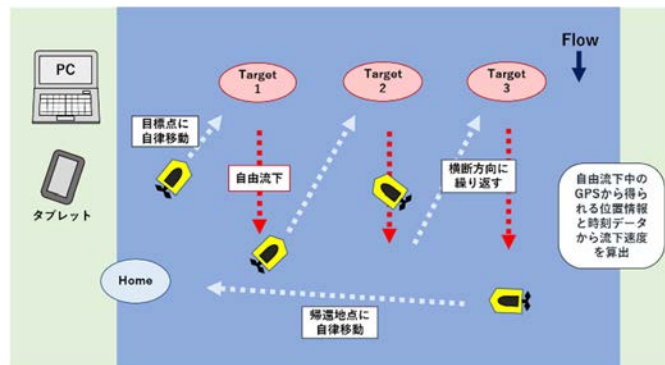 PC
タブレット
目標点に
自律移動
Target
1
Target
2
Target
3
Flow
自由流下
横断方向に
繰り返す
自由流下中の
GPSから得ら
れる位置情報
と時刻データ
から流下速度
を算出
Home
帰還地点に
自律移動